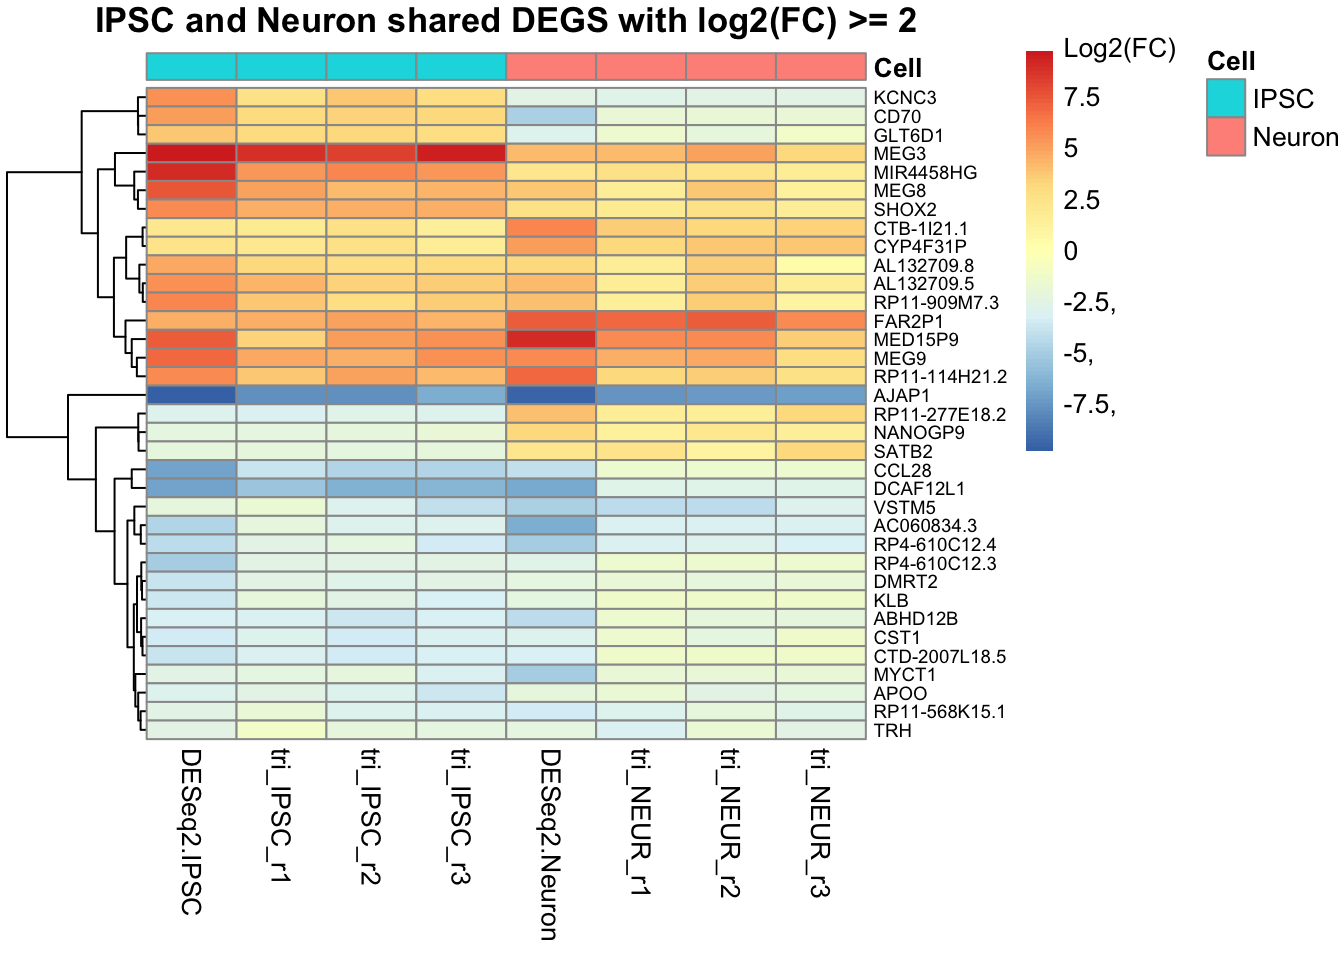 IPSC and Neuron shared DEGS with log2(FC) >= 2
Cell
KCNC3
CD70
GLT6D1
MEG3
MIR4458HG
MEG8
SHOX2
CTB-1I21.1
CYP4F31P
AL132709.8
AL132709.5
RP11-909M7.3
FAR2P1
MED15P9
MEG9
RP11-114H21.2
AJAP1
RP11-277E18.2
NANOGP9
SATB2
CCL28
DCAF12L1
VSTM5
AC060834.3
RP4-610C12.4
RP4-610C12.3
DMRT2
KLB
ABHD12B
CST1
CTD-2007L18.5
MYCT1
APOO
RP11-568K15.1
TRH
DESeq2.IPSC
tri_IPSC_r1
tri_IPSC_r2
tri_IPSC_r3
DESeq2.Neuron
tri_NEUR_r1
tri_NEUR_r2
tri_NEUR_r3
Log2(FC)
7.5
5
2.5
0
-2.5,
-5,
-7.5,
Cell
IPSC
Neuron